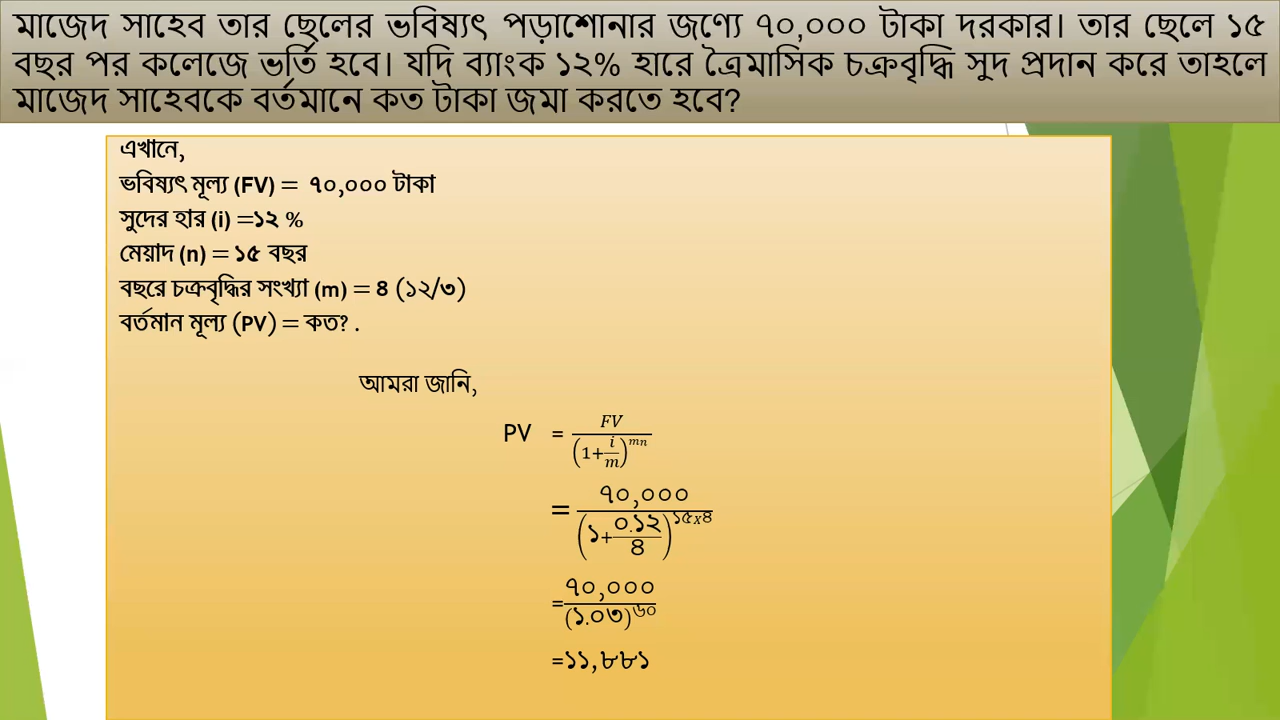 মাজেদ সাহেব তার ছেলের ভবিষ্যৎ পড়াশোনার জণ্যে ৭০,০০০ টাকা দরকার। তার ছেলে ১৫
বছর পর কলেজে ভর্তি হবে। যদি ব্যাংক ১২% হারে ত্রৈমাসিক চক্রবৃদ্ধি সুদ প্রদান করে তাহলে
মাজেদ সাহেবকে বর্তমানে কত টাকা জমা করতে হবে?
এখানে,
ভবিষ্যৎ মূল্য (FV) = ৭০,০০০ টাকা
সুদের হার (i) =১২ %
মেয়াদ (n) = ১৫ বছর
বছরে চক্রবৃদ্ধির সংখ্যা (m) = ৪ (১২/৩)
বর্তমান মূল্য (PV) = কত? .
আমরা জানি,
PV = FV / (1+i/m)^mn
= ৭০,০০০ / (১+০.১২/৪)^১৫x৪
=৭০,০০০ / (১.০৩)^৬০
=১১,৮৮১